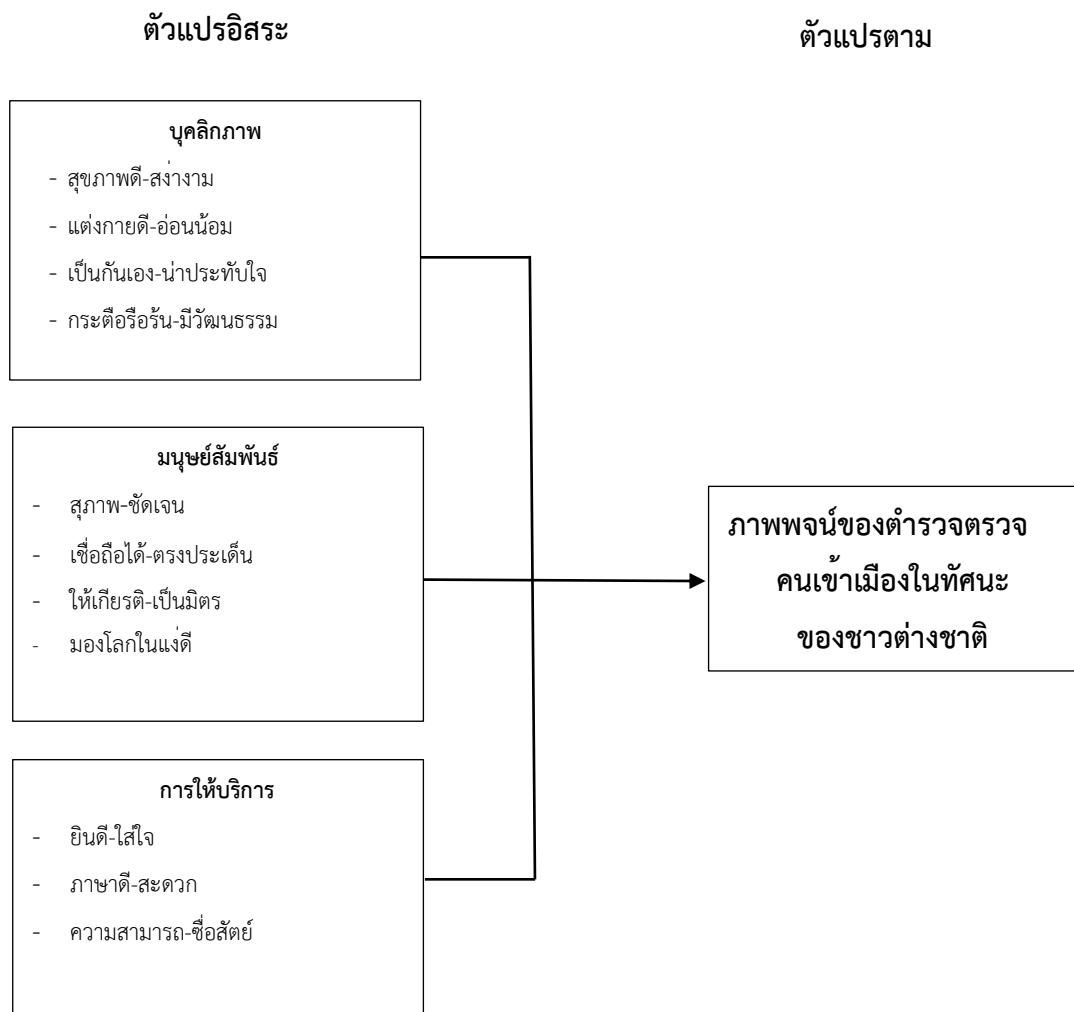 ตัวแปรอิสระ
ตัวแปรตาม
บุคลิกภาพ
- สุขภาพดี-สง่างาม
- แต่งกายดี-อ่อนน้อม
- เป็นกันเอง-น่าประทับใจ
- กระตือรือร้น-มีวัฒนธรรม
มนุษย์สัมพันธ์
- สุภาพ-ชัดเจน
- เชื่อถือได้-ตรงประเด็น
- ให้เกียรติ-เป็นมิตร
- มองโลกในแง่ดี
การให้บริการ
- ยินดี-ใส่ใจ
- ภาษาดี-สะดวก
- ความสามารถ-ซื่อสัตย์
ภาพพจน์ของตำรวจตรวจ
คนเข้าเมืองในทัศนะ
ของชาวต่างชาติ